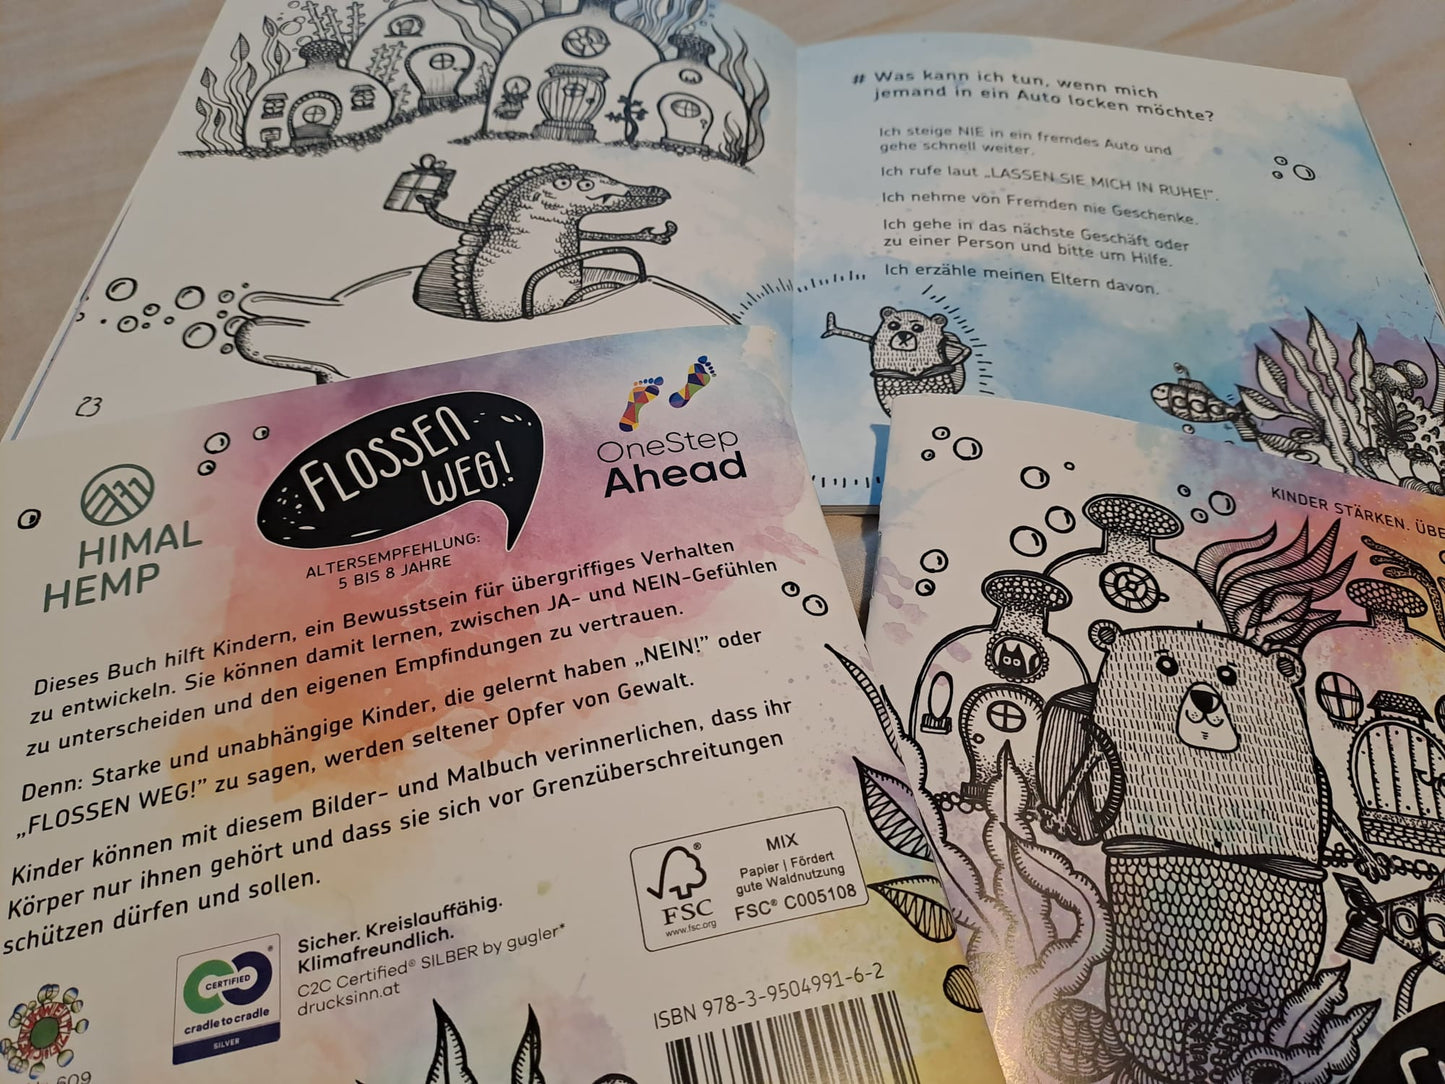 # Was kann ich tun, wenn mich
jemand in ein Auto locken möchte?
Ich steige NIE in ein fremdes Auto und
gehe schnell weiter.
Ich rufe laut „LASSEN SIE MICH IN RUHE!".
Ich nehme von Fremden nie Geschenke.
Ich gehe in das nächste Geschäft oder
zu einer Person und bitte um Hilfe.
Ich erzähle meinen Eltern davon.
23
HIMAL
HEMP
FLOSSEN
WEG!
ALTERSEMPFEHLUNG:
5 BIS 8 JAHRE
OneStep
Ahead
Dieses Buch hilft Kindern, ein Bewusstsein für übergriffiges Verhalten
zu entwickeln. Sie können damit lernen, zwischen JA- und NEIN-Gefühlen
zu unterscheiden und den eigenen Empfindungen zu vertrauen.
Denn: Starke und unabhängige Kinder, die gelernt haben „NEIN!" oder
„FLOSSEN WEG!" zu sagen, werden seltener Opfer von Gewalt.
Kinder können mit diesem Bilder- und Malbuch verinnerlichen, dass ihr
Körper nur ihnen gehört und dass sie sich vor Grenzüberschreitungen
schützen dürfen und sollen.
FSC
www.fsc.org
MIX
Papier | Fördert
gute Waldnutzung
FSC® C005108
CERTIFIED
cradle to cradle
SILVER
Sicher. Kreislauffähig.
Klimafreundlich.
C2C Certified® SILBER by gugler*
drucksinn.at
ISBN 978-3-9504991-6-2
609
KINDER STÄRKEN.